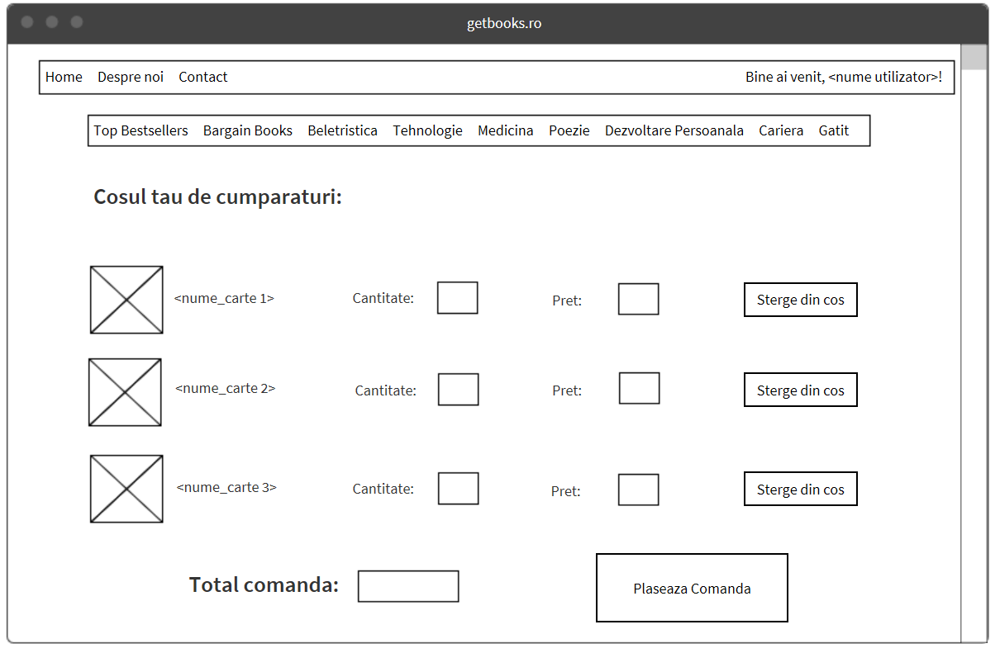 getbooks.ro
Home Despre noi Contact Bine ai venit, <nume utilizator>!
Top Bestsellers Bargain Books Beletristica Tehnologie Medicina Poezie Dezvoltare Persoanala Cariera Gatit
Cosul tau de cumparaturi:
<nume_carte 1> Cantitate: Pret: Sterge din cos
<nume_carte 2> Cantitate: Pret: Sterge din cos
<nume_carte 3> Cantitate: Pret: Sterge din cos
Total comanda: Plaseaza Comanda